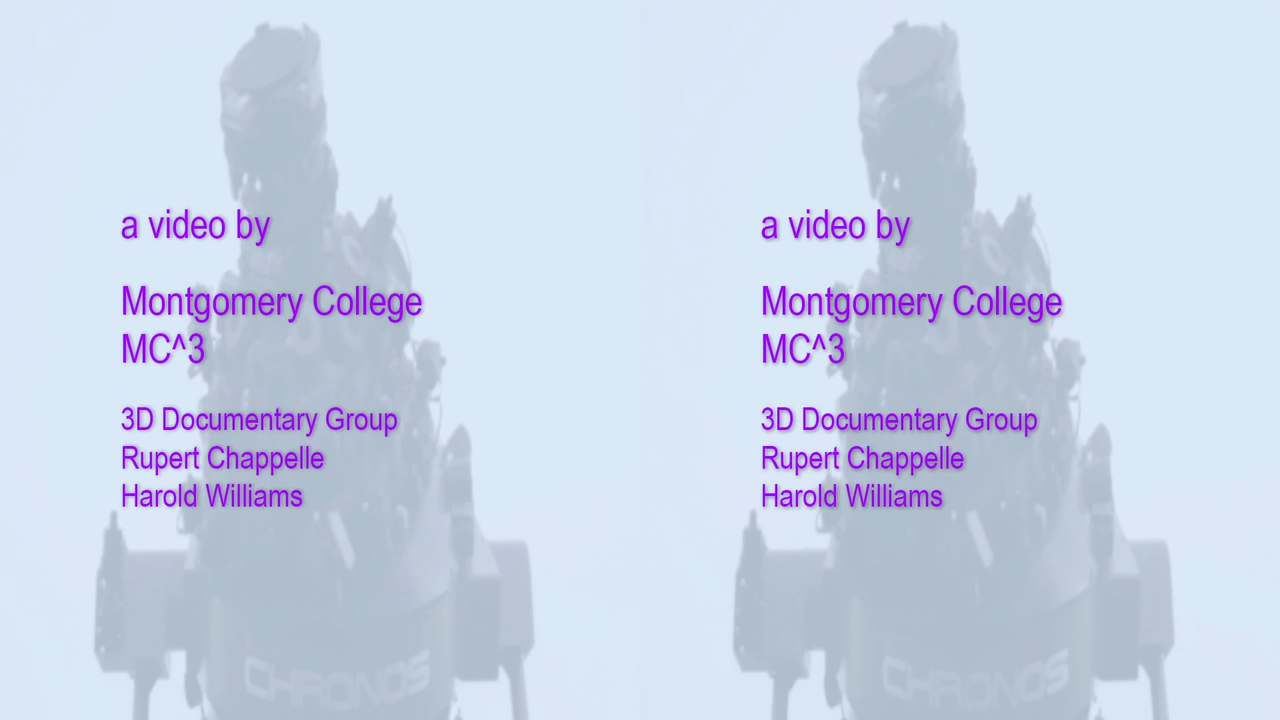 a video by
Montgomery College
MC^3
3D Documentary Group
Rupert Chappelle
Harold Williams
CHRONOS
a video by
Montgomery College
MC^3
3D Documentary Group
Rupert Chappelle
Harold Williams
CHRONOS